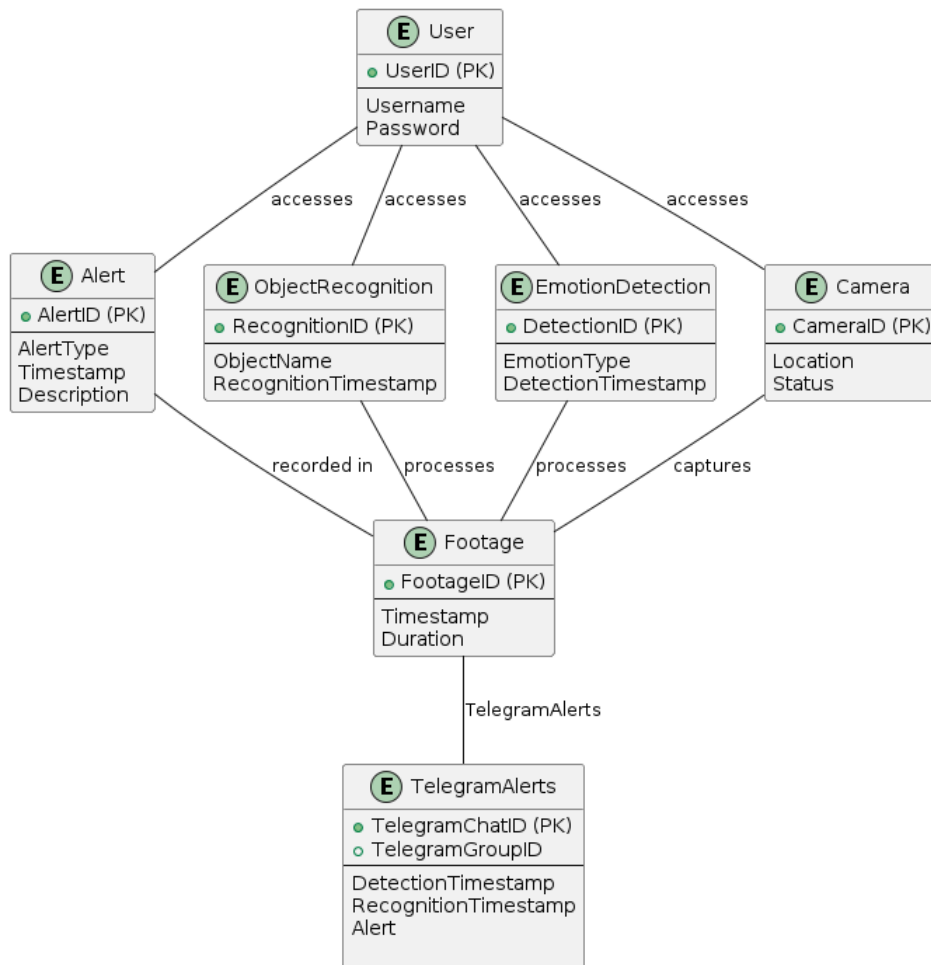 E User
UserID (PK)
Username
Password
accesses
accesses
accesses
accesses
E Alert
AlertID (PK)
AlertType
Timestamp
Description
E ObjectRecognition
RecognitionID (PK)
ObjectName
RecognitionTimestamp
E EmotionDetection
DetectionID (PK)
EmotionType
DetectionTimestamp
E Camera
CameraID (PK)
Location
Status
recorded in
processes
processes
captures
E Footage
FootageID (PK)
Timestamp
Duration
TelegramAlerts
E TelegramAlerts
TelegramChatID (PK)
TelegramGroupID
DetectionTimestamp
RecognitionTimestamp
Alert